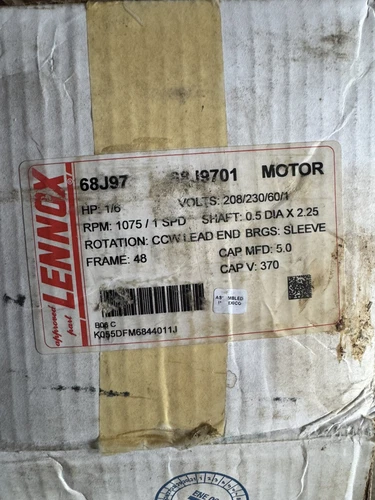 approved part LENNOX
68J97 68J9701 MOTOR
HP: 1/6 VOLTS: 208/230/60/1
RPM: 1075 / 1 SPD SHAFT: 0.5 DIA X 2.25
ROTATION: CCW LEAD END BRGS: SLEEVE
FRAME: 48 CAP MFD: 5.0
CAP V: 370
C
K055DFM6844011J